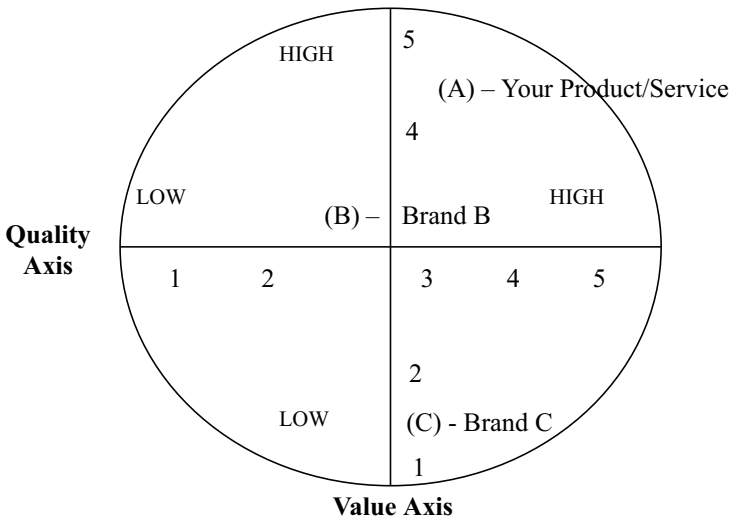 5
HIGH
(A) – Your Product/Service
4
LOW
HIGH
(B) – Brand B
Quality
Axis
1 2 3 4 5
2
LOW
(C) - Brand C
1
Value Axis